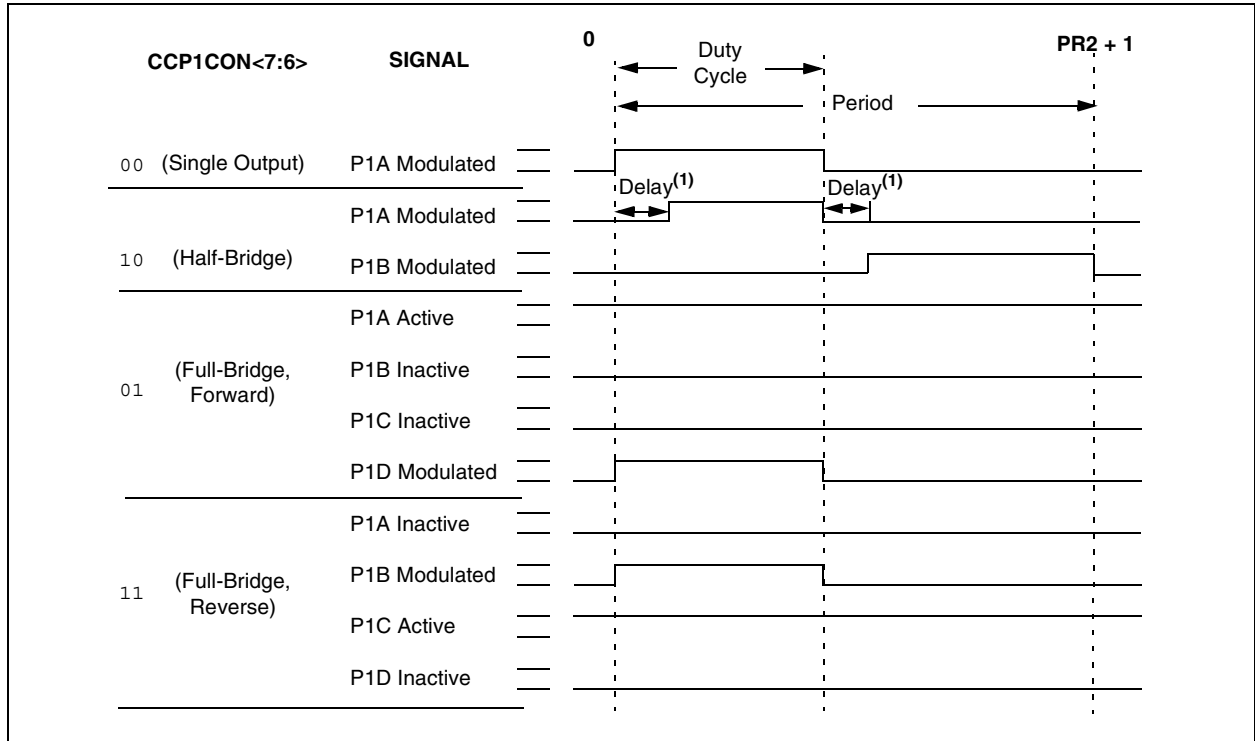 CCP1CON<7:6>
SIGNAL
0
Duty
Cycle
PR2 + 1
Period
00 (Single Output)
P1A Modulated
Delay(1)
Delay(1)
P1A Modulated
10 (Half-Bridge)
P1B Modulated
P1A Active
01 (Full-Bridge,
Forward)
P1B Inactive
P1C Inactive
P1D Modulated
P1A Inactive
11 (Full-Bridge,
Reverse)
P1B Modulated
P1C Active
P1D Inactive